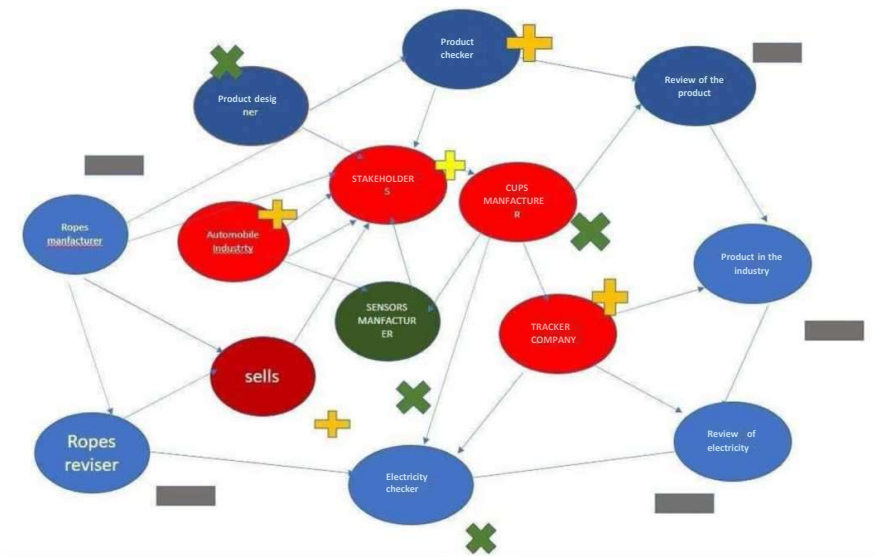 Product
checker
Review of the
product
Product desig
ner
STAKEHOLDER
S
CUPS
MANFACTURE
R
Ropes
manfacturer
Automobile
Industrty
Product in the
industry
SENSORS
MANFACTUR
ER
TRACKER
COMPANY
sells
Ropes
reviser
Review of
electricity
Electricity
checker